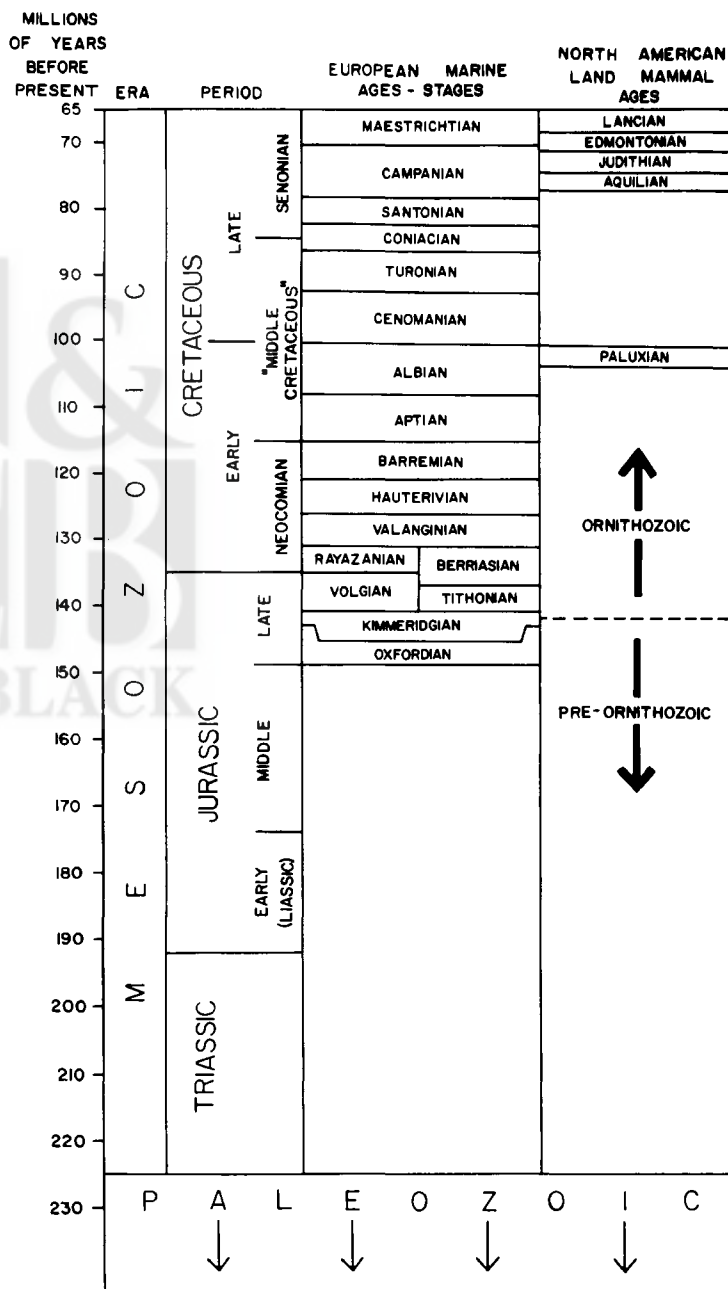 MILLIONS
OF YEARS
BEFORE
PRESENT
ERA
PERIOD
EUROPEAN MARINE
AGES - STAGES
NORTH AMERICAN
LAND MAMMAL
AGES
65
70
80
90
100
110
120
130
140
150
160
170
180
190
200
210
220
230
MESOZOIC
CRETACEOUS
LATE
EARLY
SENONIAN
"MIDDLE
CRETACEOUS"
NEOCOMIAN
JURASSIC
LATE
MIDDLE
EARLY
(LIASSIC)
TRIASSIC
MAESTRICHTIAN
CAMPANIAN
SANTONIAN
CONIACIAN
TURONIAN
CENOMANIAN
ALBIAN
APTIAN
BARREMIAN
HAUTERIVIAN
VALANGINIAN
RAYAZANIAN
BERRIASIAN
VOLGIAN
TITHONIAN
KIMMERIDGIAN
OXFORDIAN
LANCIAN
EDMONTONIAN
JUDITHIAN
AQUILIAN
PALUXIAN
ORNITHOZOIC
PRE-ORNITHOZOIC
PALEOZOIC
&
BLACK